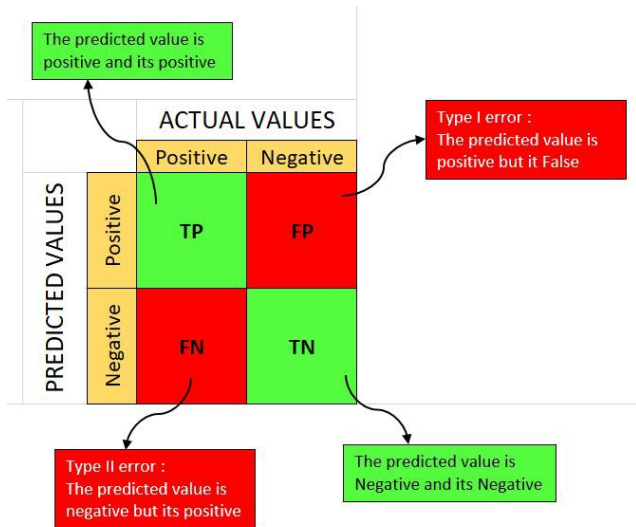 The predicted value is
positive and its positive
ACTUAL VALUES
Type I error :
The predicted value is
positive but it False
Positive
Negative
PREDICTED VALUES
Positive
TP
FP
Negative
FN
TN
Type II error :
The predicted value is
negative but its positive
The predicted value is
Negative and its Negative